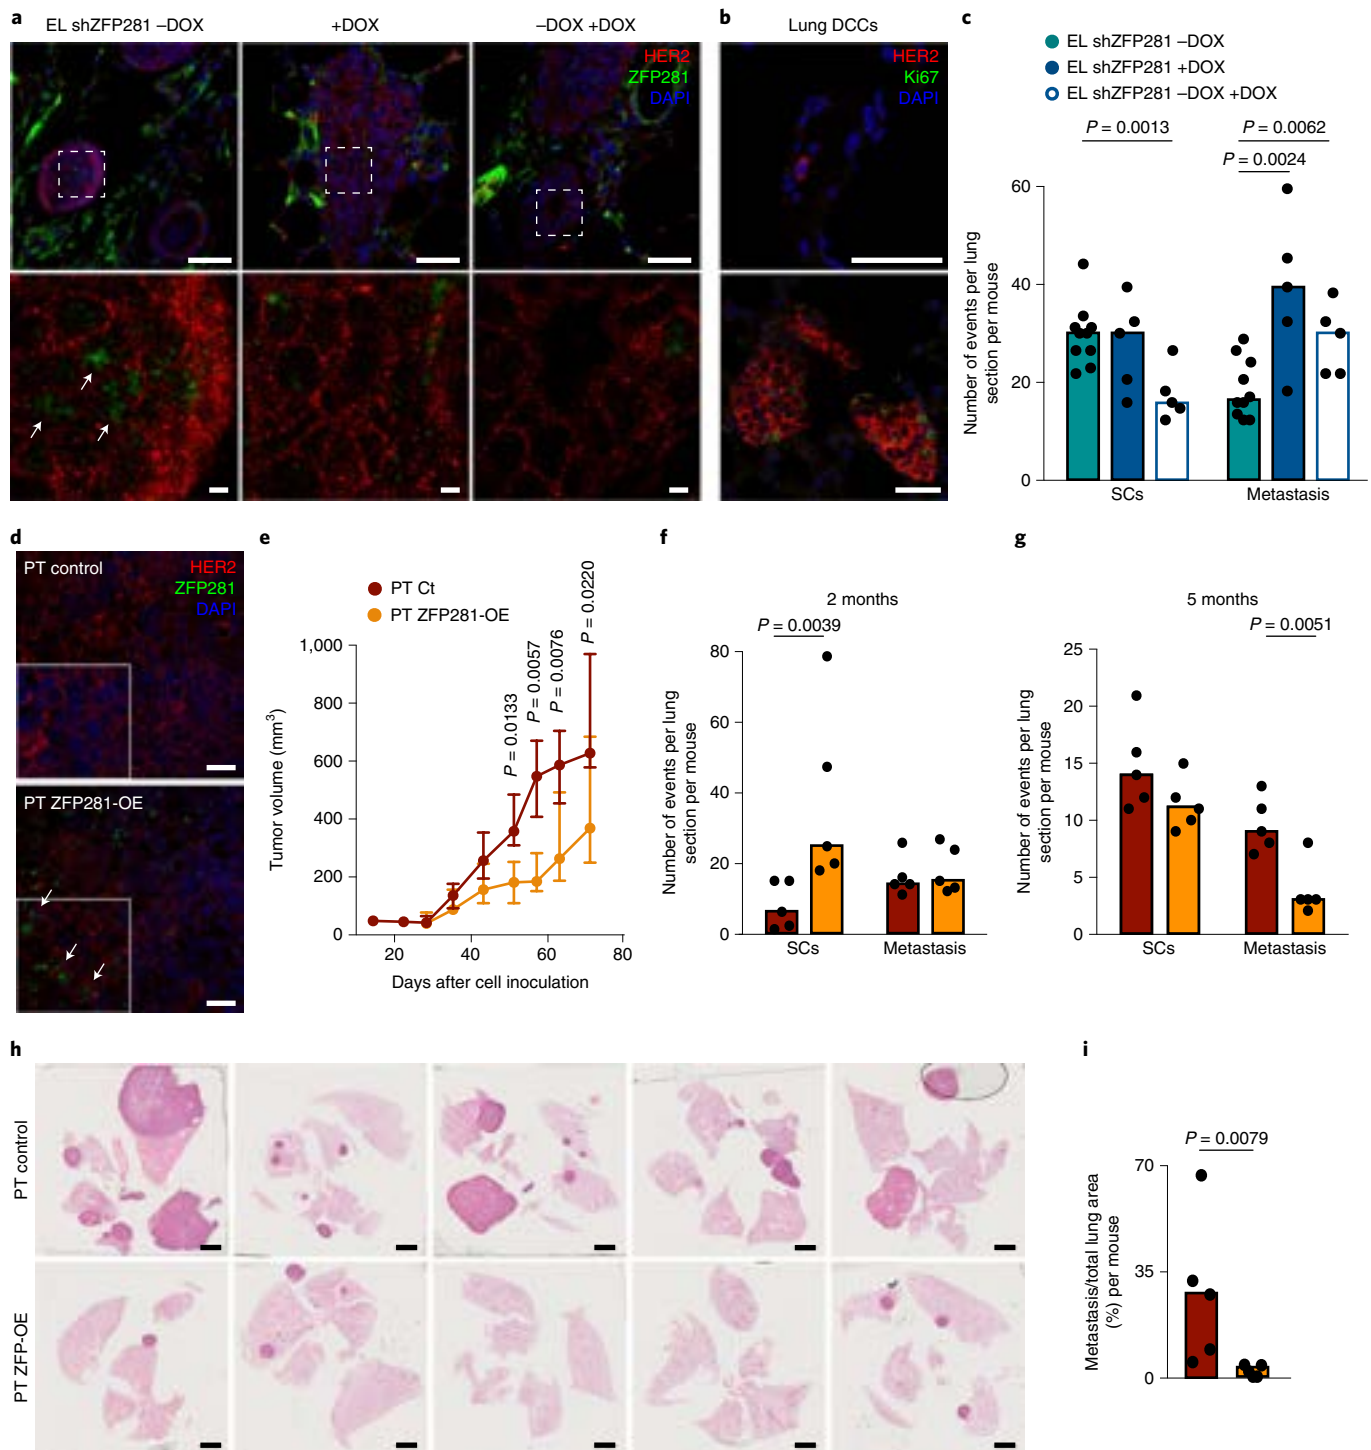 a
EL shZFP281 –DOX
+DOX
–DOX +DOX
HER2
ZFP281
DAPI
b
Lung DCCs
HER2
Ki67
DAPI
c
EL shZFP281 –DOX
EL shZFP281 +DOX
EL shZFP281 –DOX +DOX
P = 0.0013
P = 0.0062
P = 0.0024
Number of events per lung
section per mouse
60
40
20
0
SCs
Metastasis
d
PT control
HER2
ZFP281
DAPI
PT ZFP281-OE
e
PT Ct
PT ZFP281-OE
P = 0.0133
P = 0.0057
P = 0.0076
P = 0.0220
Tumor volume (mm³)
1,000
800
600
400
200
0
20
40
60
80
Days after cell inoculation
f
2 months
P = 0.0039
Number of events per lung
section per mouse
80
60
40
20
0
SCs
Metastasis
g
5 months
P = 0.0051
Number of events per lung
section per mouse
25
20
15
10
5
0
SCs
Metastasis
h
PT control
PT ZFP-OE
i
P = 0.0079
Metastasis/total lung area
(%) per mouse
70
35
0